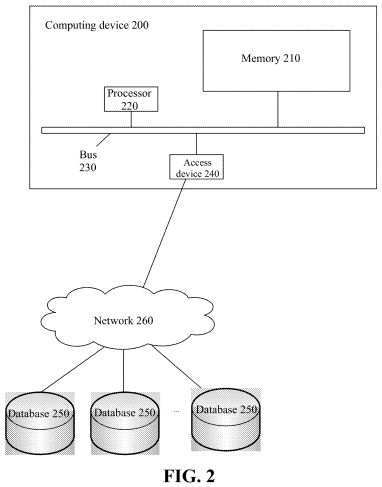 Computing device 200
Memory 210
Processor
220
Bus
230
Access
device 240
Network 260
Database 250
Database 250
...
Database 250
FIG. 2